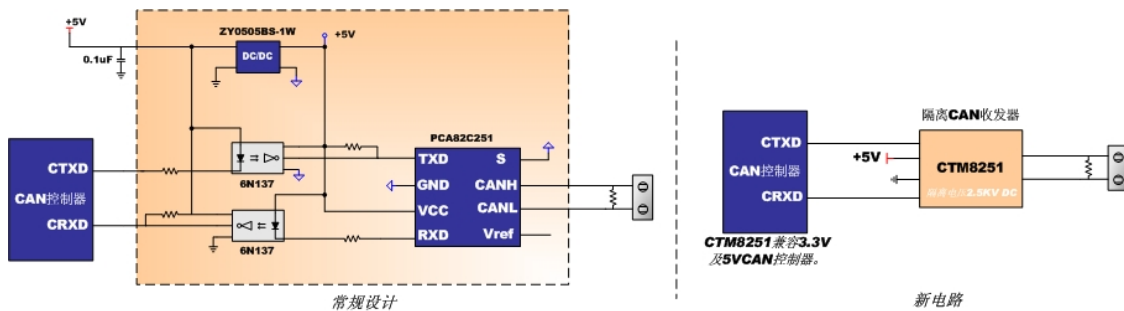 +5V
0.1uF
ZY0505BS-1W
DC/DC
+5V
CTXD
CAN控制器
CRXD
6N137
6N137
PCA82C251
TXD
S
GND
CANH
VCC
CANL
RXD
Vref
常规设计
CTXD
CAN控制器
CRXD
CTM8251兼容3.3V
及5VCAN控制器。
+5V
隔离CAN收发器
CTM8251
隔离电压2.5KV DC
新电路